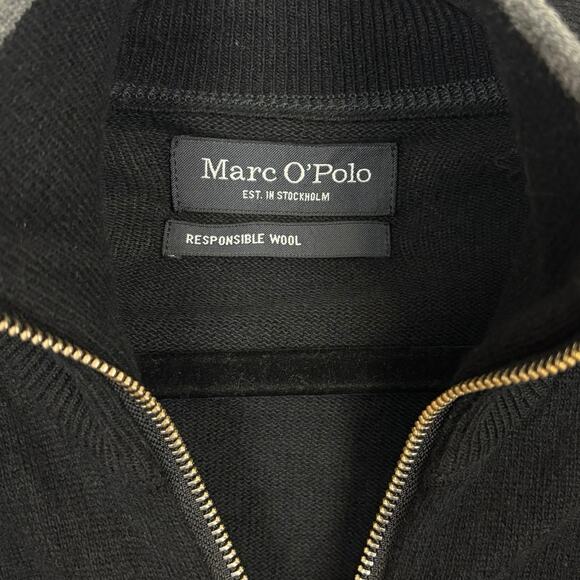 Marc O'Polo
EST. IN STOCKHOLM
RESPONSIBLE WOOL